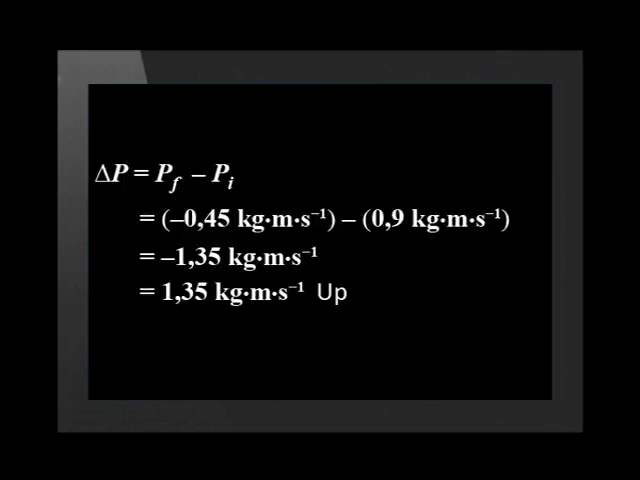 ∆P = P_f – P_i
= (–0,45 kg·m·s⁻¹) – (0,9 kg·m·s⁻¹)
= –1,35 kg·m·s⁻¹
= 1,35 kg·m·s⁻¹ Up